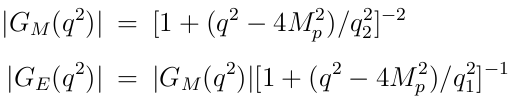 |G_M(q^2)| = [1 + (q^2 − 4M_p^2)/q_2^2]^{−2}
|G_E(q^2)| = |G_M(q^2)|[1 + (q^2 − 4M_p^2)/q_1^2]^{−1}